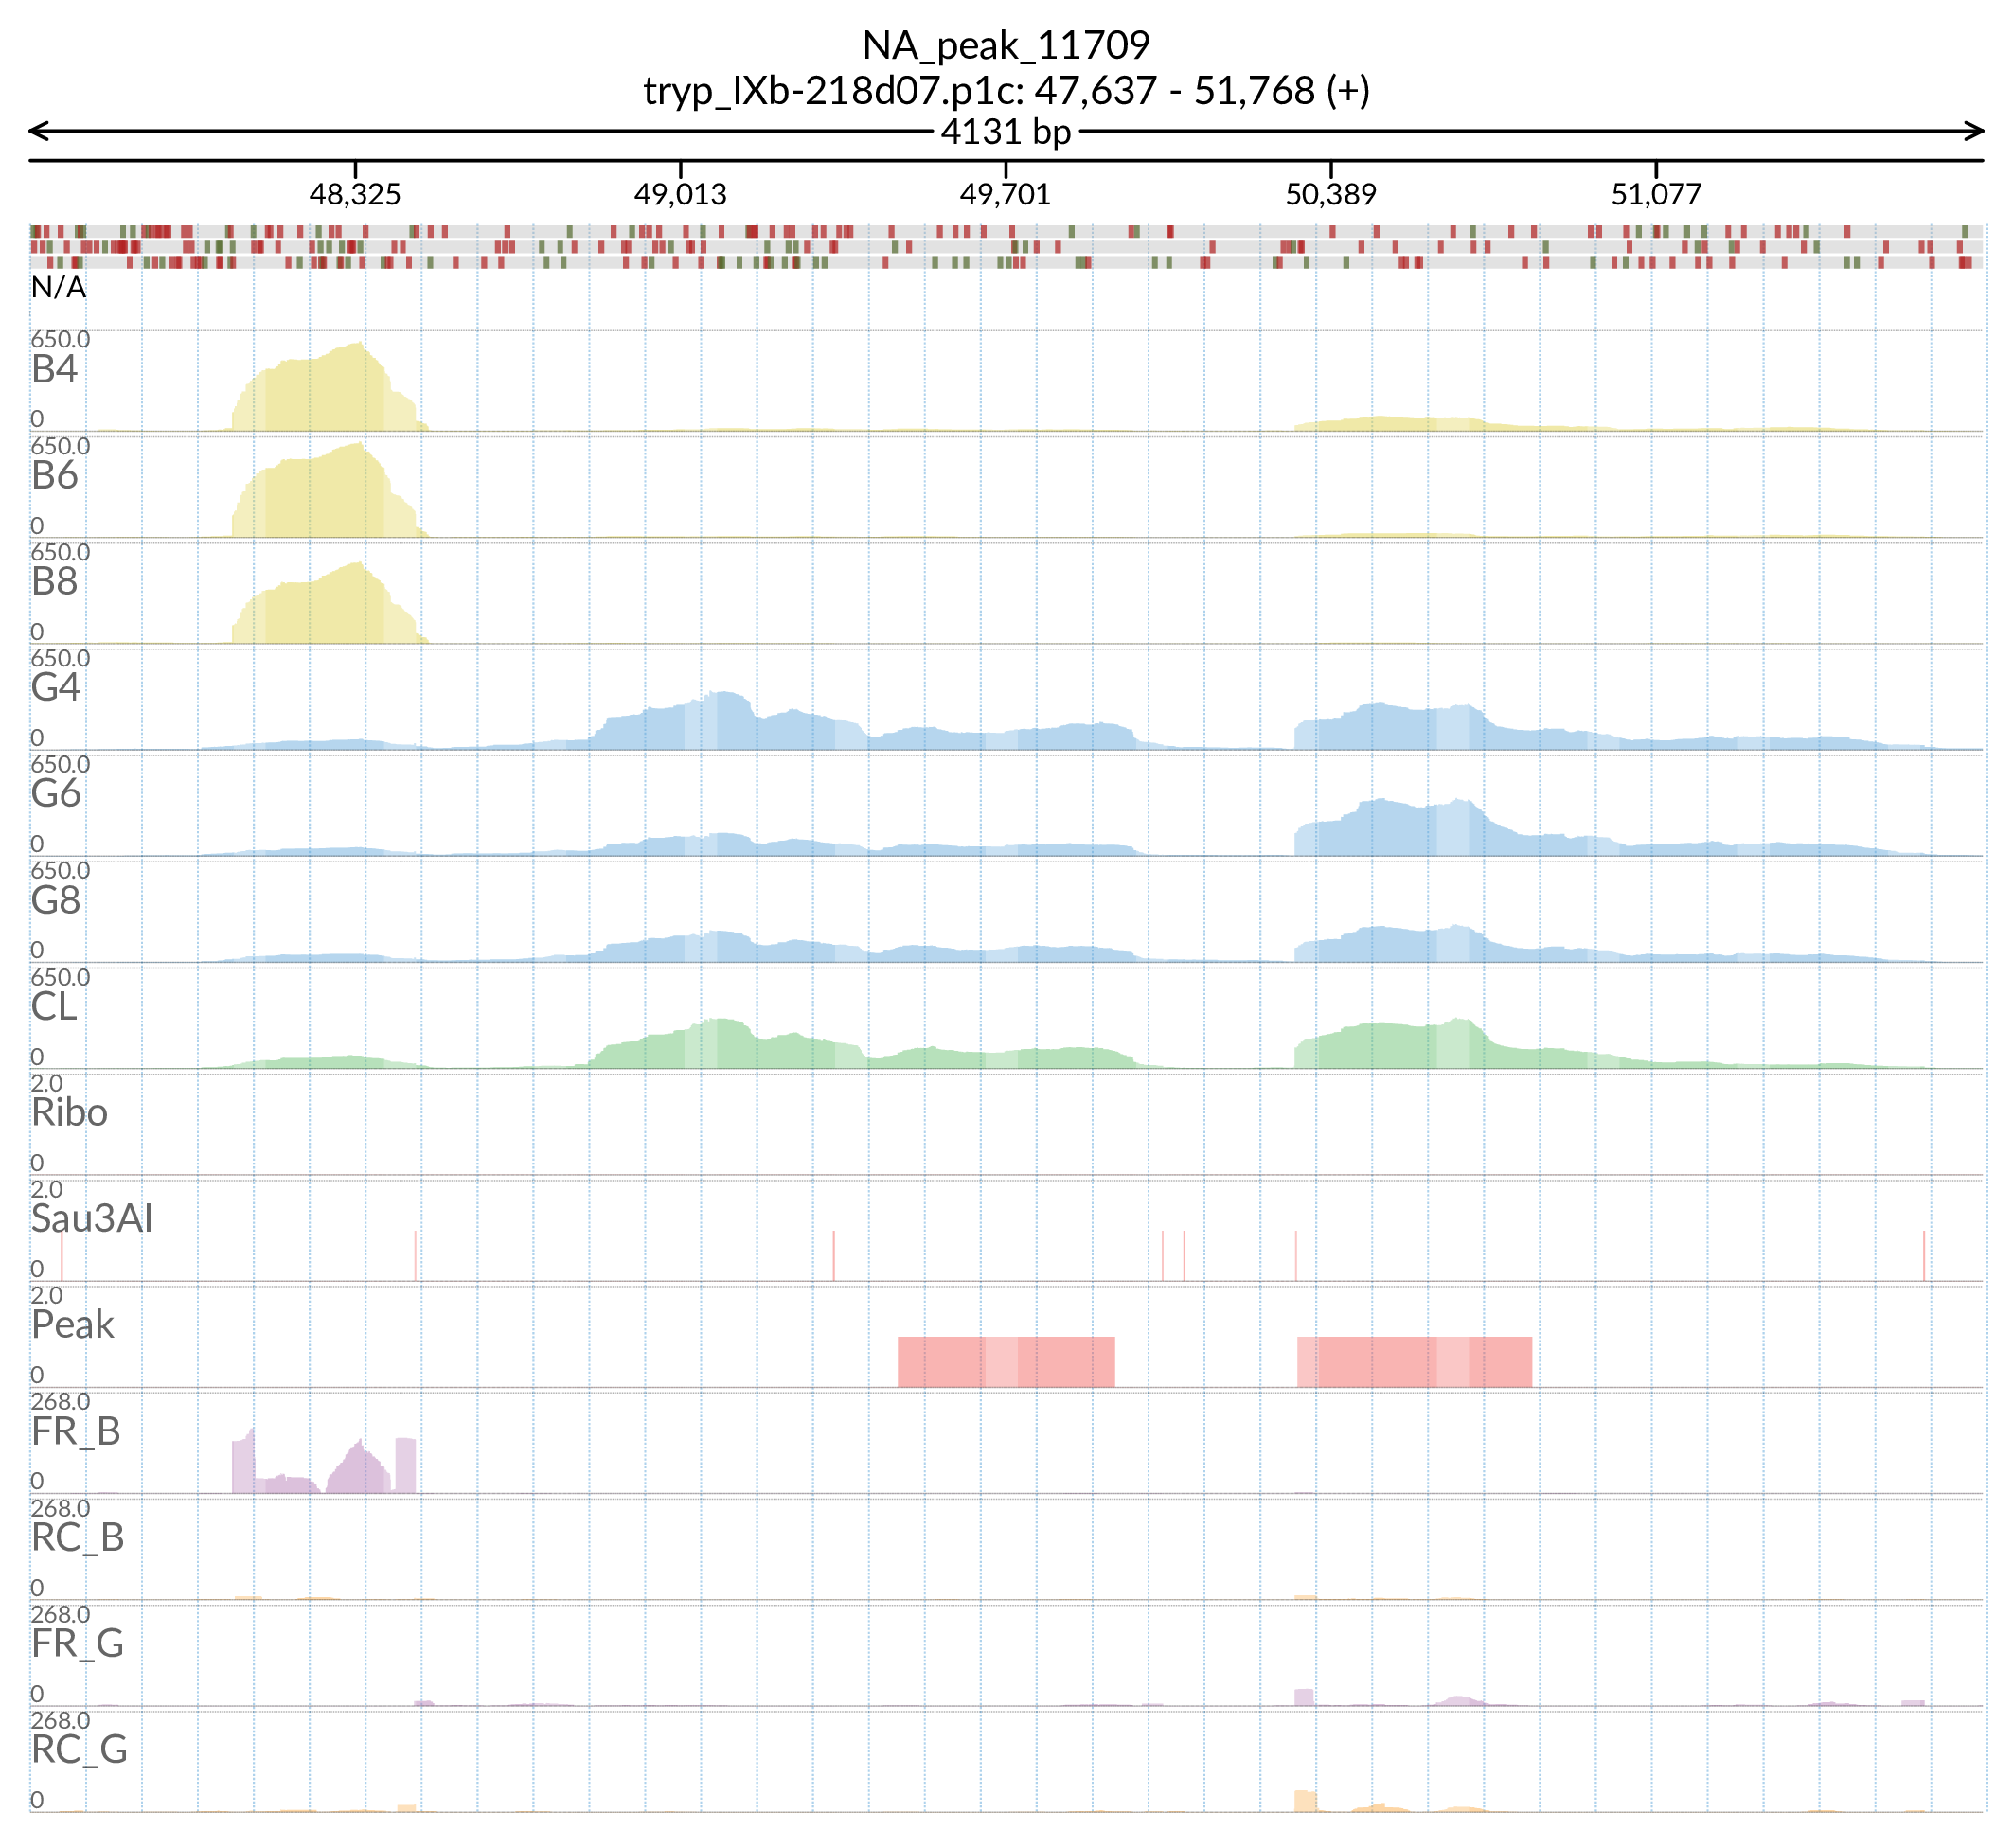 NA_peak_11709
tryp_IXb-218d07.p1c: 47,637 - 51,768 (+)
4131 bp
48,325 49,013 49,701 50,389 51,077
N/A
650.0
B4
0
650.0
B6
0
650.0
B8
0
650.0
G4
0
650.0
G6
0
650.0
G8
0
650.0
CL
0
2.0
Ribo
0
2.0
Sau3AI
0
2.0
Peak
0
268.0
FR_B
0
268.0
RC_B
0
268.0
FR_G
0
268.0
RC_G
0